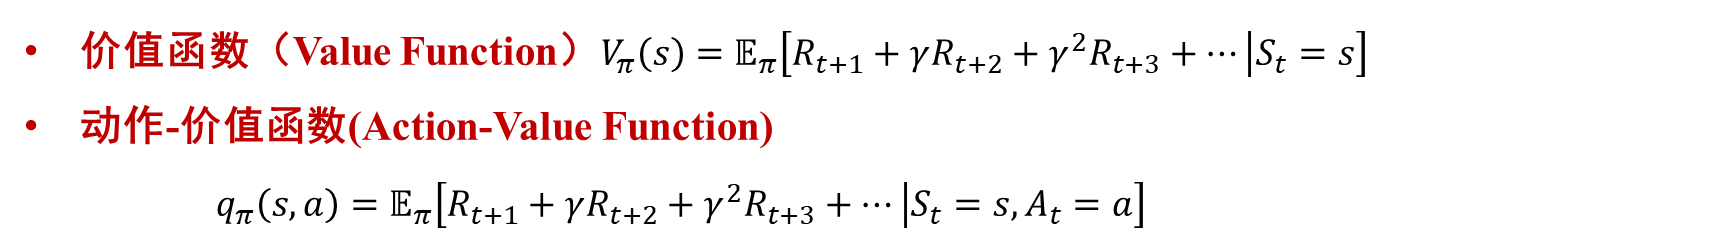 • 价值函数（Value Function）Vπ(s) = 𝔼π[Rt+1 + γRt+2 + γ²Rt+3 + ⋯ |St = s]
• 动作-价值函数(Action-Value Function)
qπ(s, a) = 𝔼π[Rt+1 + γRt+2 + γ²Rt+3 + ⋯ |St = s, At = a]